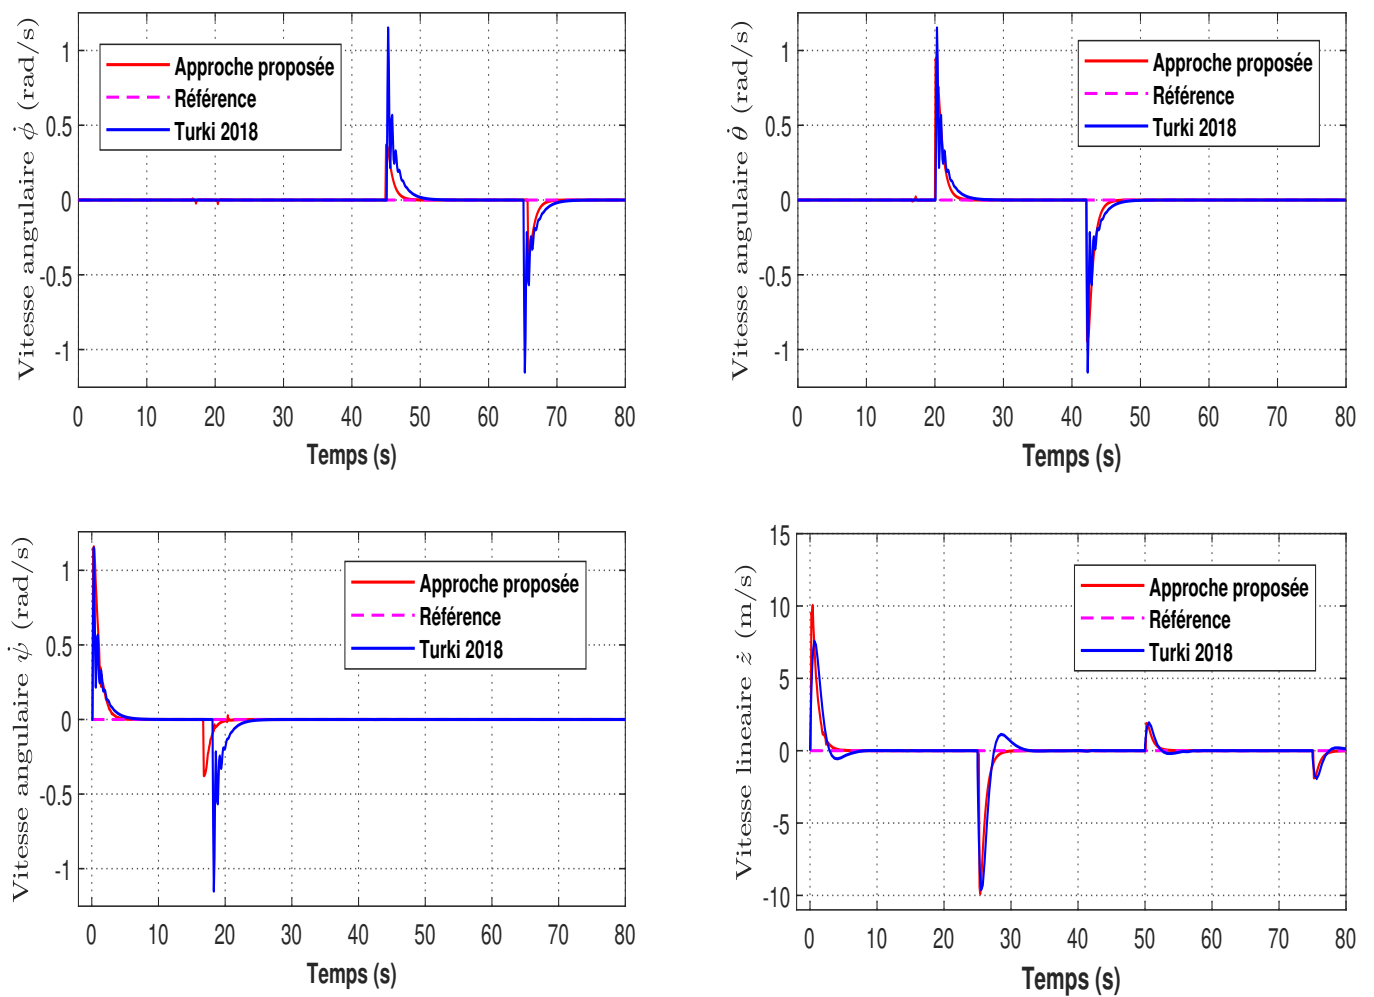 Vitesse angulaire ϕ̇ (rad/s)
1
0.5
0
-0.5
-1
Approche proposée
Référence
Turki 2018
0 10 20 30 40 50 60 70 80
Temps (s)
Vitesse angulaire θ̇ (rad/s)
1
0.5
0
-0.5
-1
Approche proposée
Référence
Turki 2018
0 10 20 30 40 50 60 70 80
Temps (s)
Vitesse angulaire ψ̇ (rad/s)
1
0.5
0
-0.5
-1
Approche proposée
Référence
Turki 2018
0 10 20 30 40 50 60 70 80
Temps (s)
Vitesse lineaire ż (m/s)
15
10
5
0
-5
-10
Approche proposée
Référence
Turki 2018
0 10 20 30 40 50 60 70 80
Temps (s)